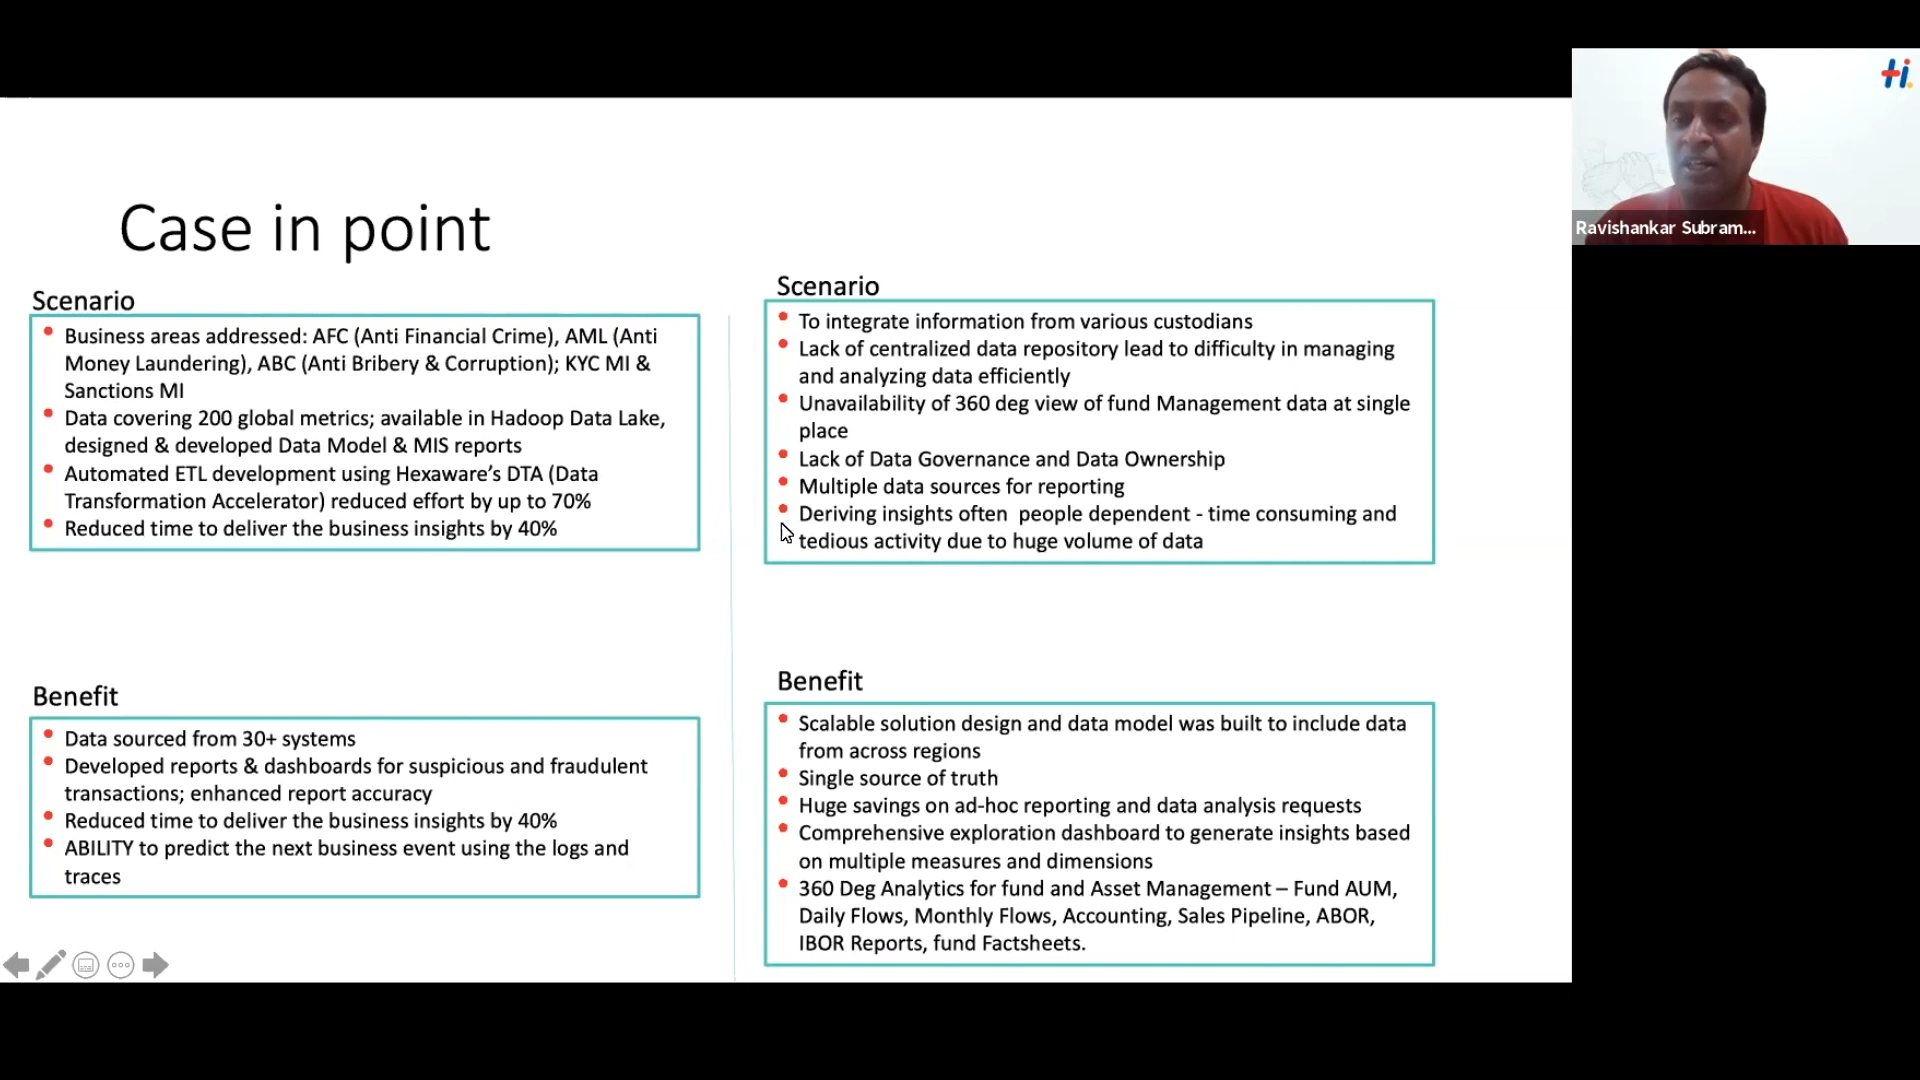 Case in point
Scenario
Business areas addressed: AFC (Anti Financial Crime), AML (Anti
Money Laundering), ABC (Anti Bribery & Corruption); KYC MI &
Sanctions MI
Data covering 200 global metrics; available in Hadoop Data Lake,
designed & developed Data Model & MIS reports
Automated ETL development using Hexaware’s DTA (Data
Transformation Accelerator) reduced effort by up to 70%
Reduced time to deliver the business insights by 40%
Benefit
Data sourced from 30+ systems
Developed reports & dashboards for suspicious and fraudulent
transactions; enhanced report accuracy
Reduced time to deliver the business insights by 40%
ABILITY to predict the next business event using the logs and
traces
Scenario
To integrate information from various custodians
Lack of centralized data repository lead to difficulty in managing
and analyzing data efficiently
Unavailability of 360 deg view of fund Management data at single
place
Lack of Data Governance and Data Ownership
Multiple data sources for reporting
Deriving insights often  people dependent - time consuming and
tedious activity due to huge volume of data
Benefit
Scalable solution design and data model was built to include data
from across regions
Single source of truth
Huge savings on ad-hoc reporting and data analysis requests
Comprehensive exploration dashboard to generate insights based
on multiple measures and dimensions
360 Deg Analytics for fund and Asset Management – Fund AUM,
Daily Flows, Monthly Flows, Accounting, Sales Pipeline, ABOR,
IBOR Reports, fund Factsheets.
Ravishankar Subram...